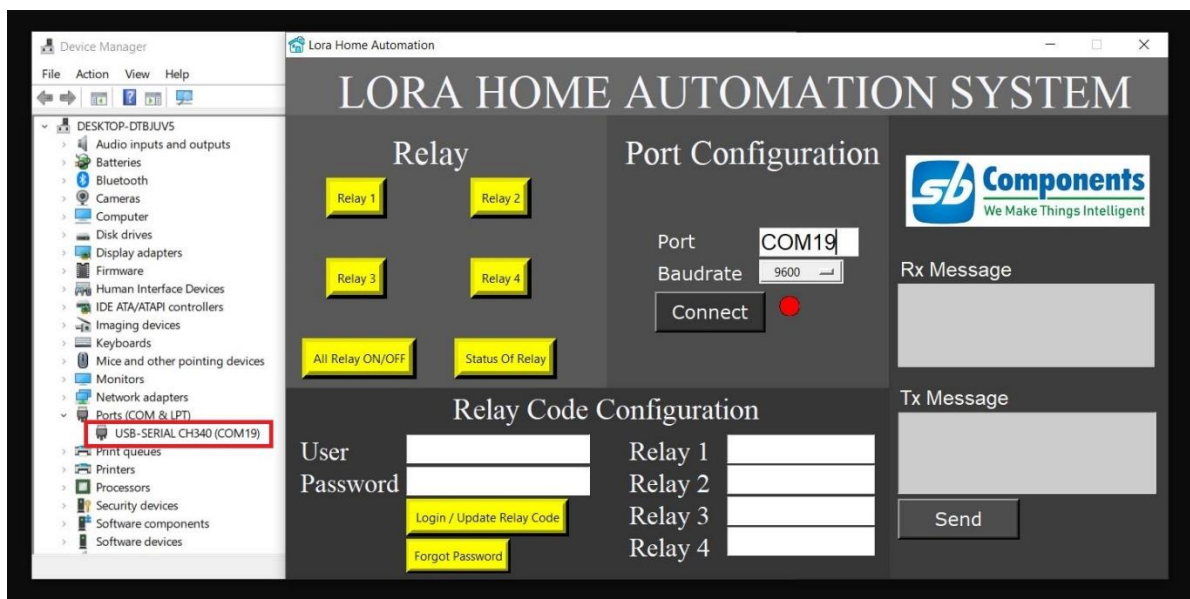 Device Manager
File Action View Help
DESKTOP-DTBJUV5
Audio inputs and outputs
Batteries
Bluetooth
Cameras
Computer
Disk drives
Display adapters
Firmware
Human Interface Devices
IDE ATA/ATAPI controllers
Imaging devices
Keyboards
Mice and other pointing devices
Monitors
Network adapters
Ports (COM & LPT)
USB-SERIAL CH340 (COM19)
Print queues
Printers
Processors
Security devices
Software components
Software devices
Lora Home Automation
LORA HOME AUTOMATION SYSTEM
Relay
Relay 1 Relay 2
Relay 3 Relay 4
All Relay ON/OFF Status Of Relay
Port Configuration
Port COM19
Baudrate 9600
Connect
sb Components
We Make Things Intelligent
Rx Message
Tx Message
Send
Relay Code Configuration
User
Password
Login / Update Relay Code
Forgot Password
Relay 1
Relay 2
Relay 3
Relay 4